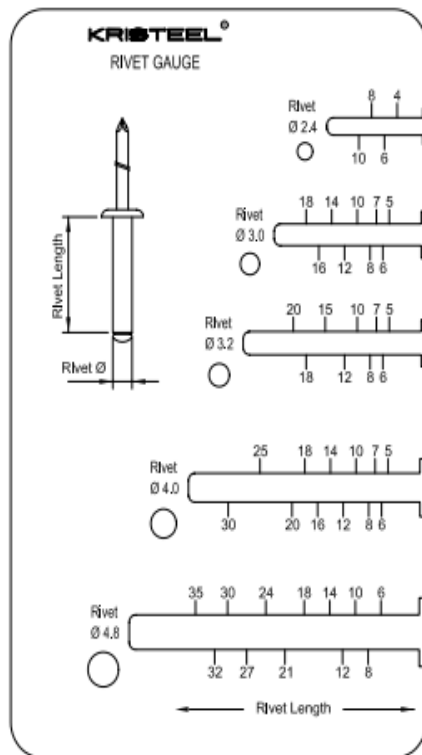 KRISTEEL®
RIVET GAUGE
Rivet Length
Rivet Ø
Rivet
Ø 2.4
8 4
10 6
Rivet
Ø 3.0
18 14 10 7 5
16 12 8 6
Rivet
Ø 3.2
20 15 10 7 5
18 12 8 6
Rivet
Ø 4.0
25 18 14 10 7 5
30 20 16 12 8 6
Rivet
Ø 4.8
35 30 24 18 14 10 6
32 27 21 12 8
Rivet Length